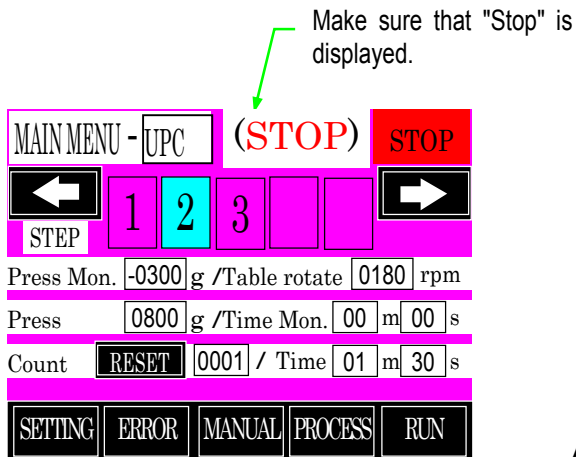 Make sure that "Stop" is
displayed.
MAIN MENU - UPC (STOP) STOP
1 2 3
STEP
Press Mon. -0300 g /Table rotate 0180 rpm
Press 0800 g /Time Mon. 00 m 00 s
Count RESET 0001 / Time 01 m 30 s
SETTING ERROR MANUAL PROCESS RUN